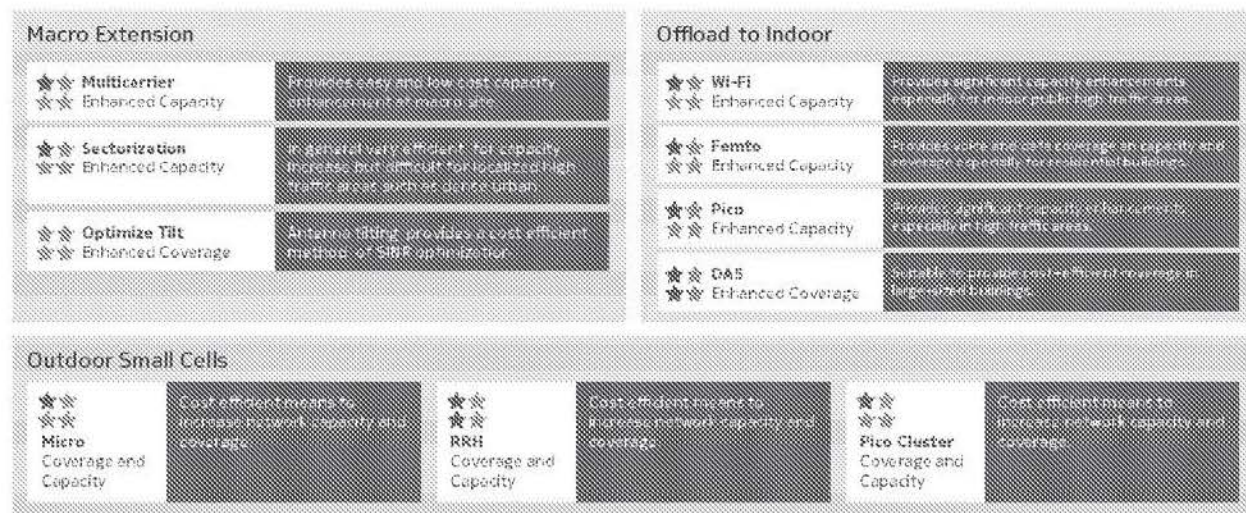 Macro Extension
Multicarrier
Enhanced Capacity
Provides easy and low cost capacity
enhancement at macro site
Sectorization
Enhanced Capacity
In general very efficient for capacity
increase but difficult for localized high
traffic areas such as dense urban
Optimize Tilt
Enhanced Coverage
Antenna tilting provides a cost efficient
method of SINR optimization
Offload to Indoor
Wi-Fi
Enhanced Capacity
Provides significant capacity enhancements
especially for indoor public high traffic areas.
Femto
Enhanced Capacity
Provides voice and data coverage an capacity and
coverage especially for residential buildings.
Pico
Enhanced Capacity
Provides significant capacity enhancements
especially in high traffic areas.
DAS
Enhanced Coverage
Suitable to provide cost-efficient coverage in
large-sized buildings.
Outdoor Small Cells
Micro
Coverage and
Capacity
Cost efficient means to
increase network capacity and
coverage
RRH
Coverage and
Capacity
Cost efficient means to
increase network capacity and
coverage
Pico Cluster
Coverage and
Capacity
Cost efficient means to
increase network capacity and
coverage.